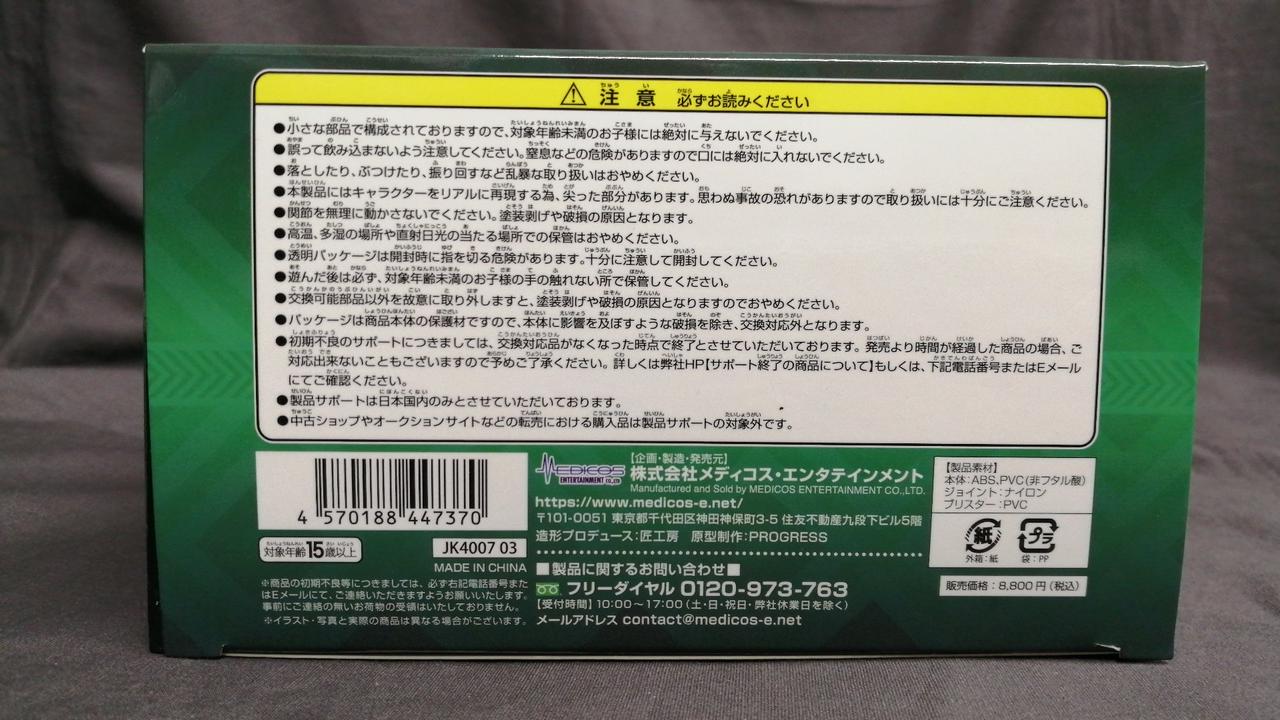 注意 必ずお読みください
●小さな部品で構成されておりますので、対象年齢未満のお子様には絶対に与えないでください。
●誤って飲み込まないよう注意してください。窒息などの危険がありますので口には絶対に入れないでください。
●落としたり、ぶつけたり、振り回すなど乱暴な取り扱いはおやめください。
●本製品にはキャラクターをリアルに再現する為、尖った部分があります。思わぬ事故の恐れがありますので取り扱いには十分にご注意ください。
●関節を無理に動かさないでください。塗装剥げや破損の原因となります。
●高温、多湿の場所や直射日光の当たる場所での保管はおやめください。
●透明パッケージは開封時に指を切る危険があります。十分に注意して開封してください。
●遊んだ後は必ず、対象年齢未満のお子様の手の触れない所で保管してください。
●交換可能部品以外を故意に取り外しますと、塗装剥げや破損の原因となりますのでおやめください。
●パッケージは商品本体の保護材ですので、本体に影響を及ぼすような破損を除き、交換対応外となります。
●初期不良のサポートにつきましては、交換対応品がなくなった時点で終了とさせていただいております。発売より時間が経過した商品の場合、ご
対応出来ないこともございますので予めご了承ください。詳しくは弊社HP【サポート終了の商品について】もしくは、下記電話番号またはEメール
にてご確認ください。
●製品サポートは日本国内のみとさせていただいております。
●中古ショップやオークションサイトなどの転売における購入品は製品サポートの対象外です。
4 570188 447370
対象年齢15歳以上
JK4007 03
MADE IN CHINA
※商品の初期不良等につきましては、必ず右記電話番号また
はEメールにて、ご連絡いただきますようお願いいたします。
事前にご連絡の無いお荷物の受領はいたしておりません。
※イラスト・写真と実際の商品は異なる場合がございます。
MEDICOS
ENTERTAINMENT CO.,LTD
【企画・製造・発売元】
株式会社メディコス・エンタテインメント
Manufactured and Sold by MEDICOS ENTERTAINMENT CO.,LTD.
https://www.medicos-e.net/
〒101-0051 東京都千代田区神田神保町3-5 住友不動産九段下ビル5階
造形プロデュース：匠工房 原型制作：PROGRESS
■製品に関するお問い合わせ■
フリーダイヤル 0120-973-763
【受付時間】10:00～17:00（土・日・祝日・弊社休業日を除く）
メールアドレス contact@medicos-e.net
【製品素材】
本体：ABS、PVC（非フタル酸）
ジョイント：ナイロン
ブリスター：PVC
紙
外箱：紙
プラ
袋：PP
販売価格：8,800円（税込）